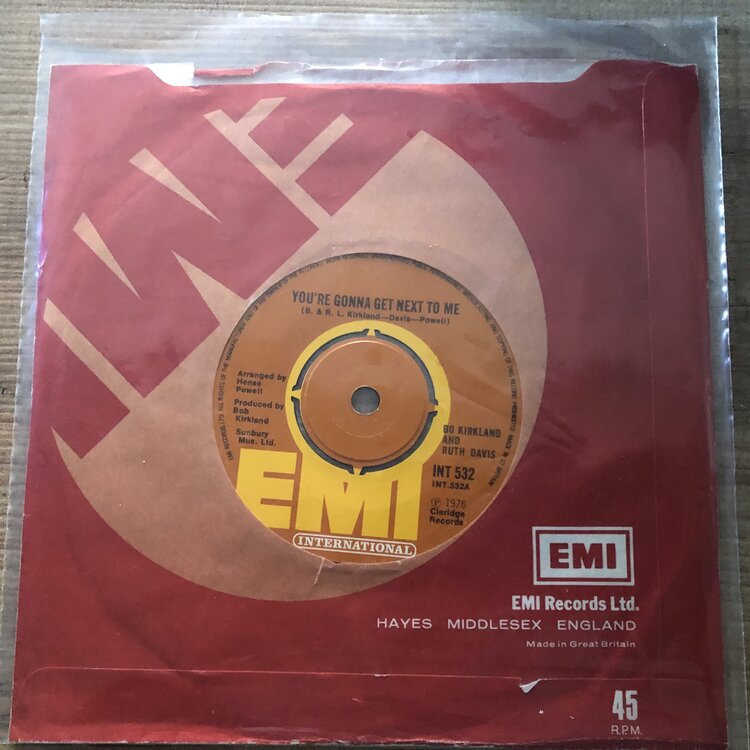 YOU'RE GONNA GET NEXT TO ME
(B. & R. L. Kirkland—Davis—Powell)
Arranged by
Hense
Powell
Produced by
Bob
Kirkland
Sunbury
Mus. Ltd.
BO KIRKLAND
AND
RUTH DAVIS
INT 532
INT.532A
℗ 1976
Claridge
Records
EMI
INTERNATIONAL
EMI
EMI Records Ltd.
HAYES MIDDLESEX ENGLAND
Made in Great Britain
45
R.P.M.